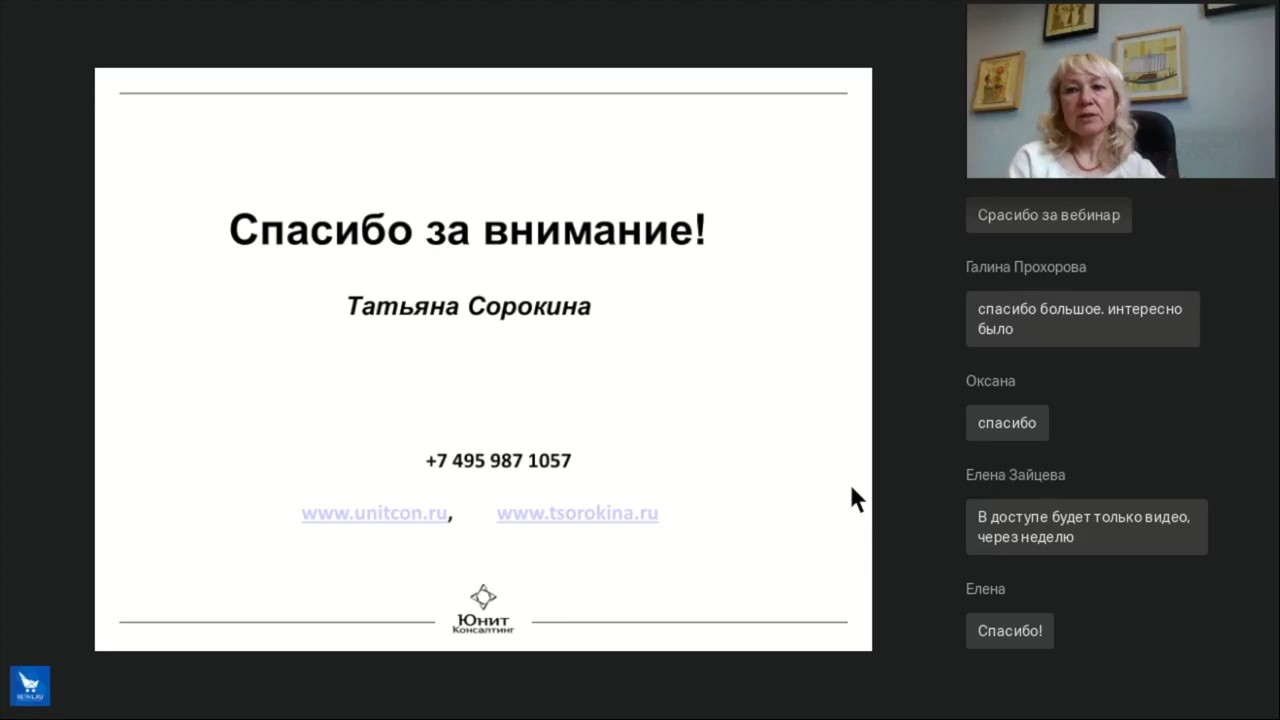 Спасибо за внимание!
Татьяна Сорокина
+7 495 987 1057
www.unitcon.ru, www.tsorokina.ru
Юнит
Консалтинг
Срасибо за вебинар
Галина Прохорова
спасибо большое. интересно
было
Оксана
спасибо
Елена Зайцева
В доступе будет только видео,
через неделю
Елена
Спасибо!
RETAIL.RU